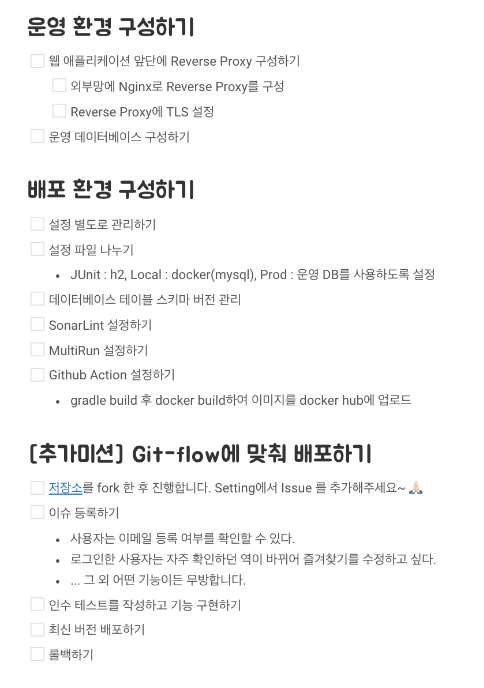 운영 환경 구성하기
웹 애플리케이션 앞단에 Reverse Proxy 구성하기
외부망에 Nginx로 Reverse Proxy를 구성
Reverse Proxy에 TLS 설정
운영 데이터베이스 구성하기
배포 환경 구성하기
설정 별도로 관리하기
설정 파일 나누기
• JUnit : h2, Local : docker(mysql), Prod : 운영 DB를 사용하도록 설정
데이터베이스 테이블 스키마 버전 관리
SonarLint 설정하기
MultiRun 설정하기
Github Action 설정하기
• gradle build 후 docker build하여 이미지를 docker hub에 업로드
[추가미션] Git-flow에 맞춰 배포하기
저장소를 fork 한 후 진행합니다. Setting에서 Issue 를 추가해주세요~ 🙏🏻
이슈 등록하기
• 사용자는 이메일 등록 여부를 확인할 수 있다.
• 로그인한 사용자는 자주 확인하던 역이 바뀌어 즐겨찾기를 수정하고 싶다.
• ... 그 외 어떤 기능이든 무방합니다.
인수 테스트를 작성하고 기능 구현하기
최신 버전 배포하기
롤백하기